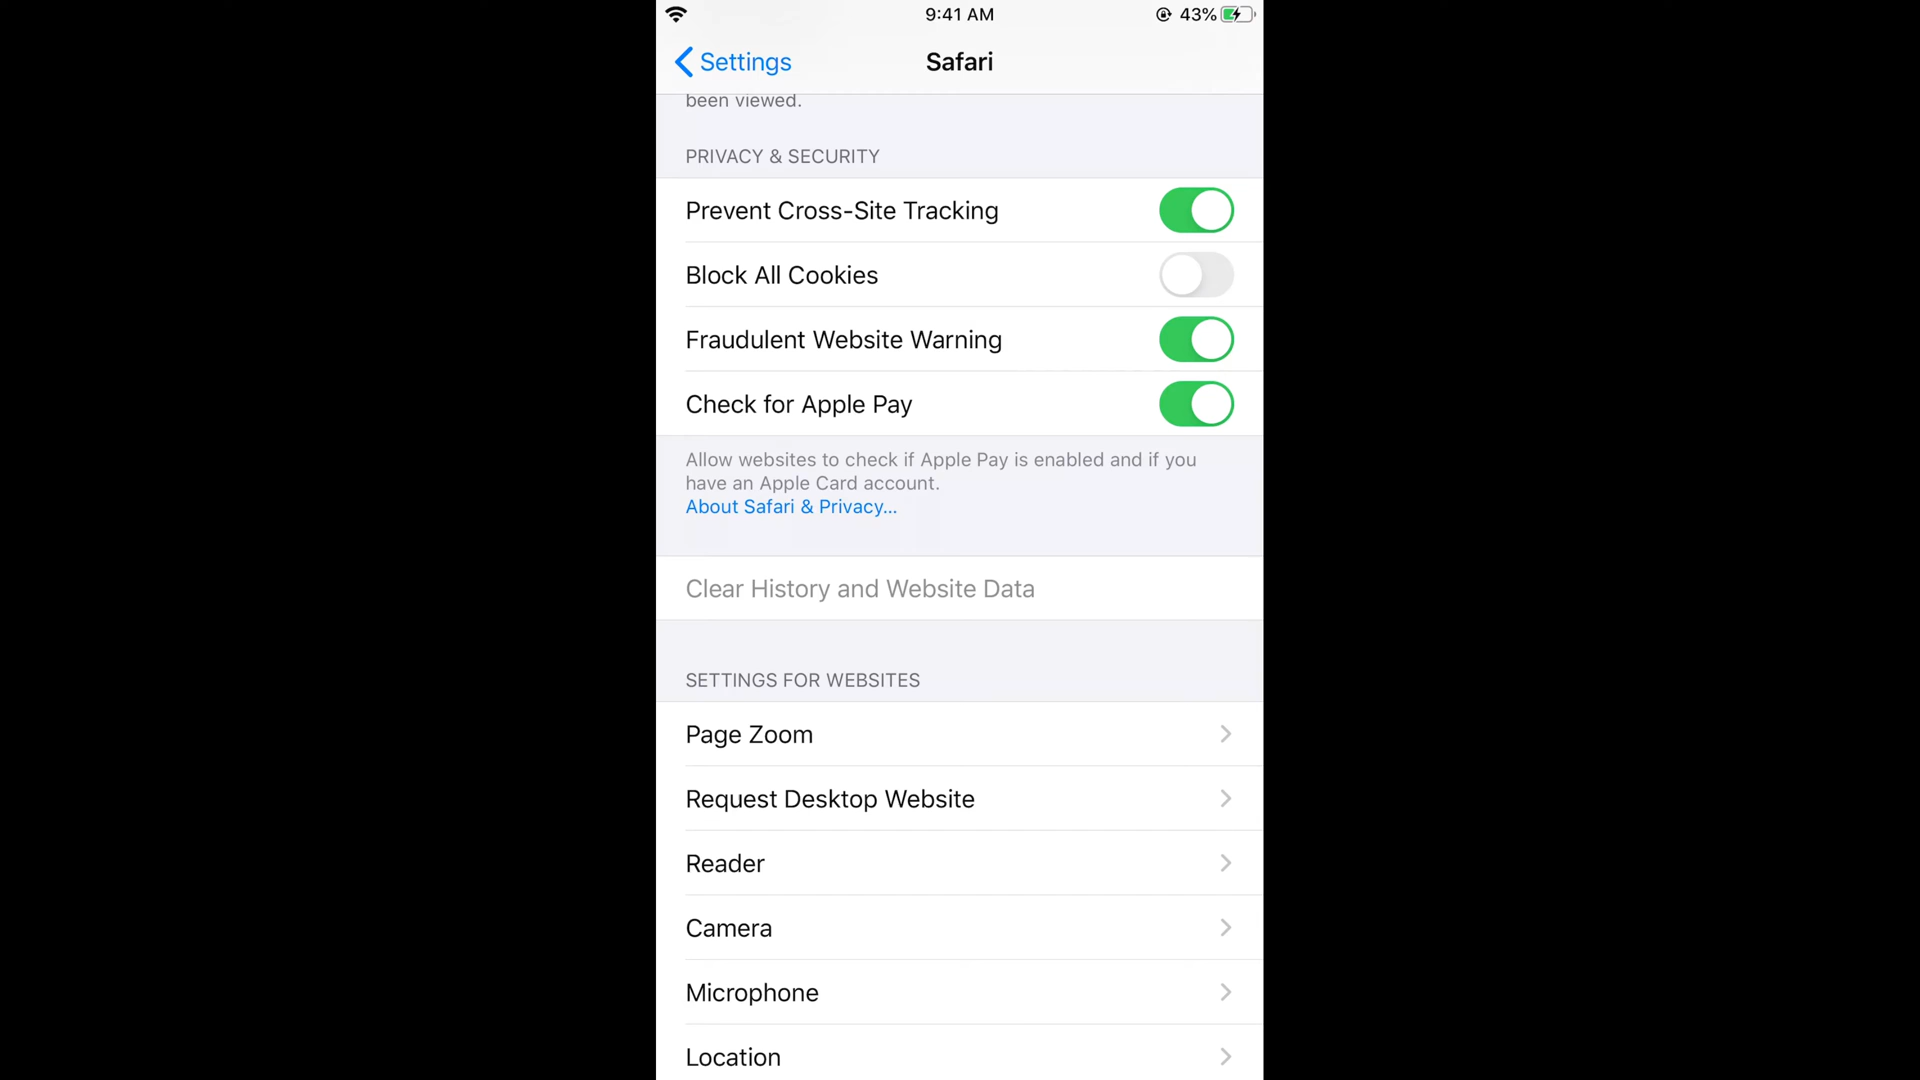 9:41 AM
43%
Settings
Safari
been viewed.
PRIVACY & SECURITY
Prevent Cross-Site Tracking
Block All Cookies
Fraudulent Website Warning
Check for Apple Pay
Allow websites to check if Apple Pay is enabled and if you
have an Apple Card account.
About Safari & Privacy...
Clear History and Website Data
SETTINGS FOR WEBSITES
Page Zoom
Request Desktop Website
Reader
Camera
Microphone
Location